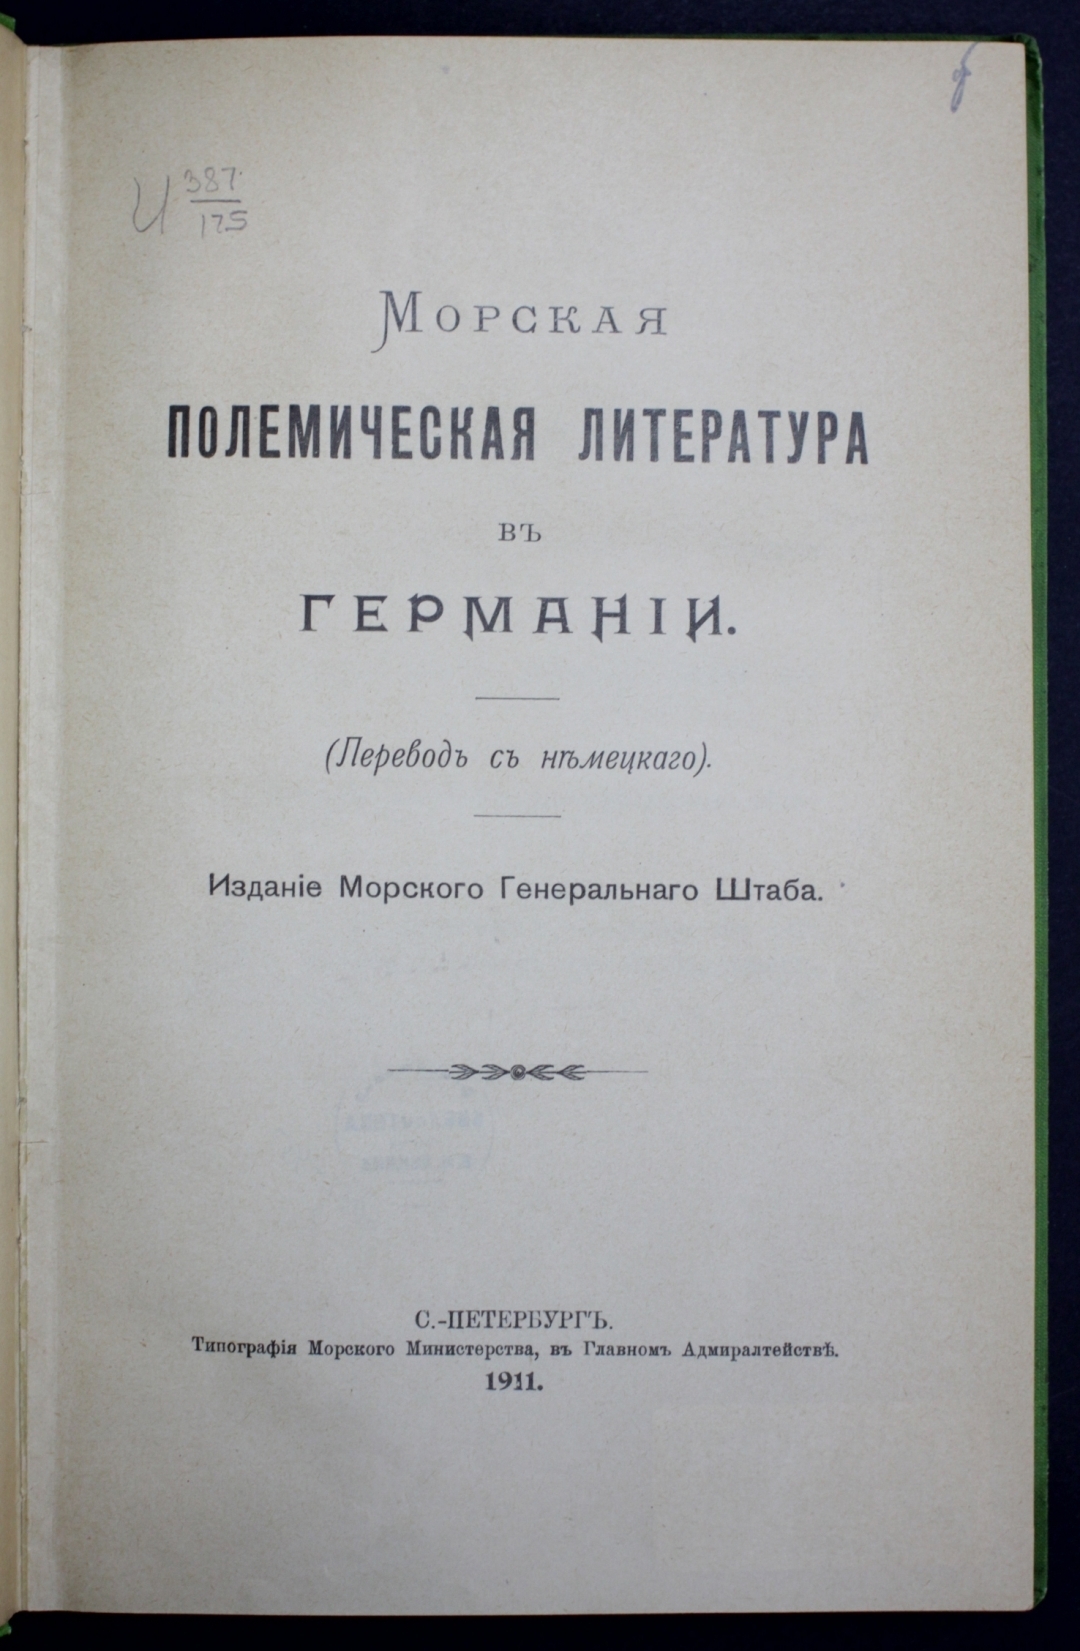 И 387
125
Морская
ПОЛЕМИЧЕСКАЯ ЛИТЕРАТУРА
въ
ГЕРМАНІИ.
(Переводъ съ нѣмецкаго).
Изданіе Морского Генеральнаго Штаба.
С.-ПЕТЕРБУРГЪ.
Типографія Морского Министерства, въ Главномъ Адмиралтействѣ.
1911.